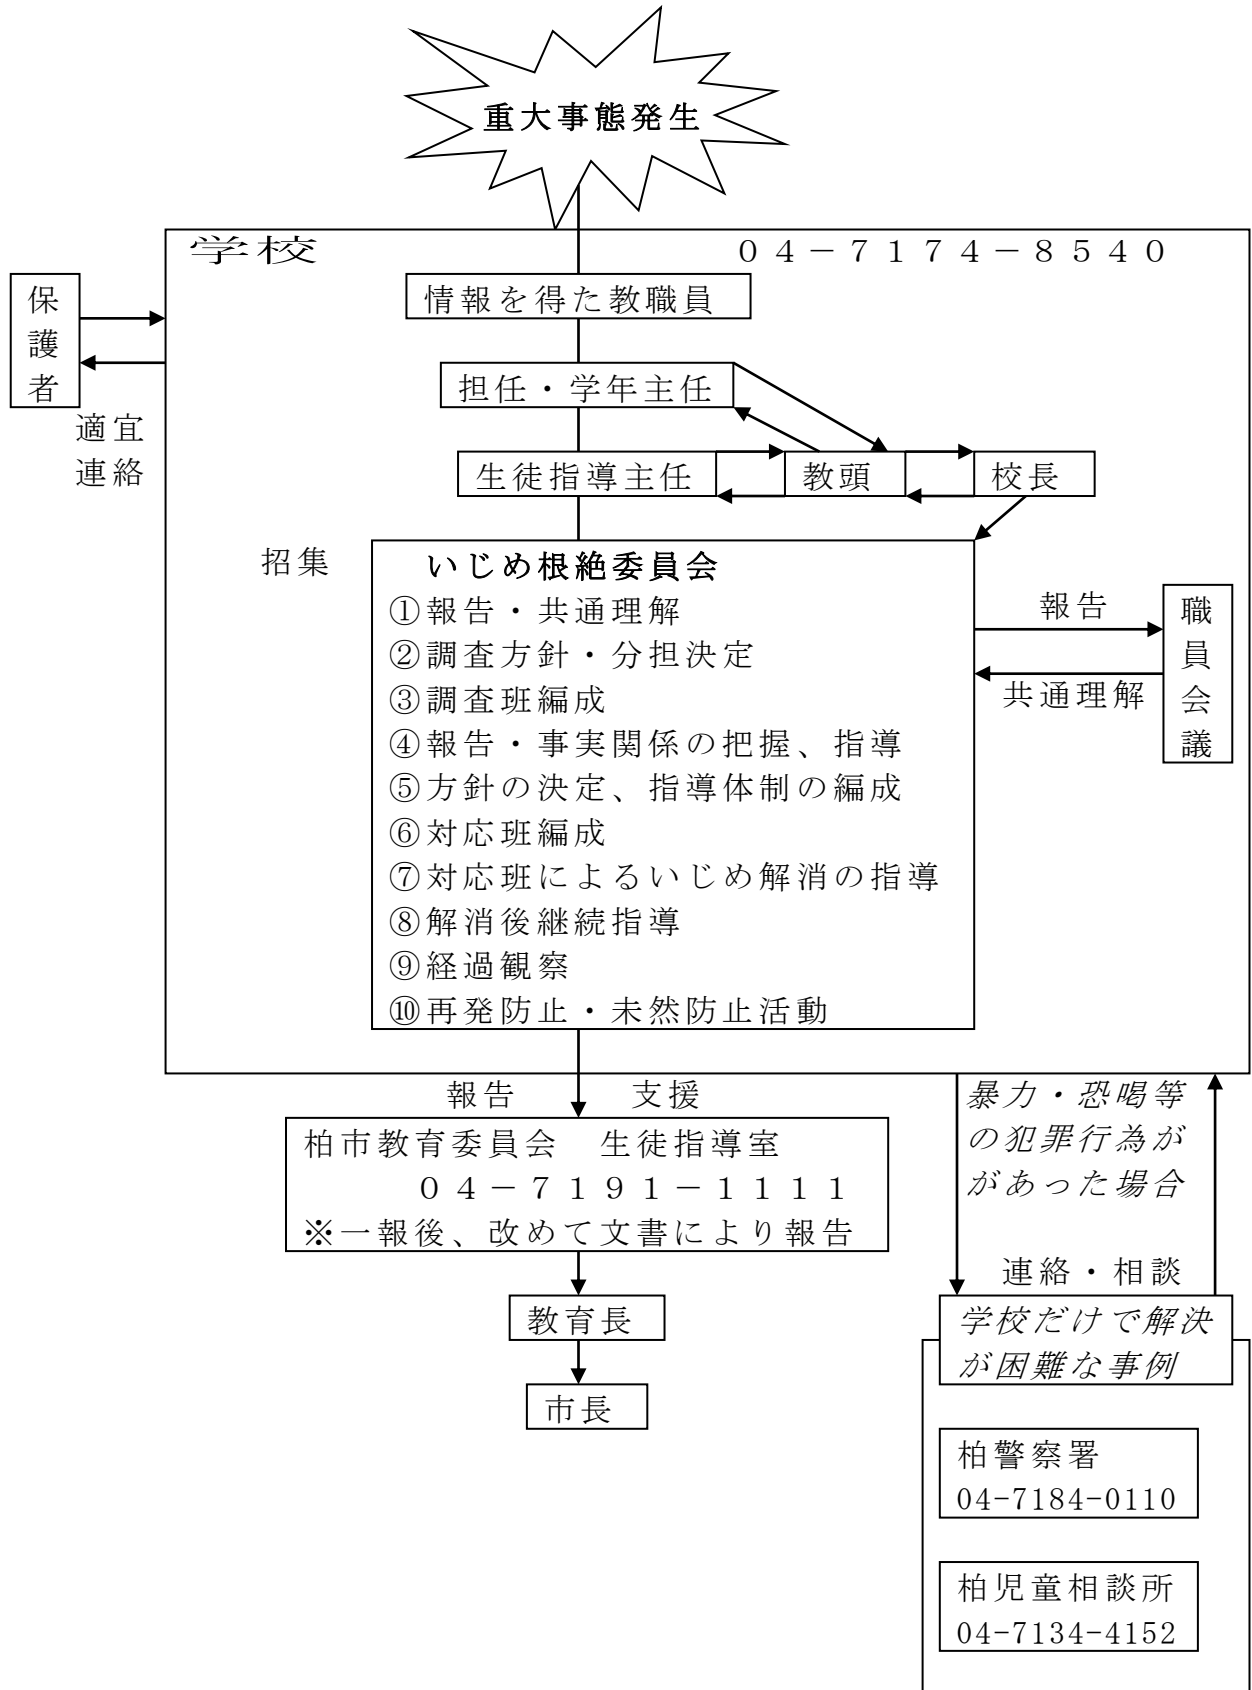 重大事態発生
学校　０４－７１７４－８５４０
保護者
情報を得た教職員
担任・学年主任
適宜
連絡
生徒指導主任
教頭
校長
招集
いじめ根絶委員会
①報告・共通理解
②調査方針・分担決定
③調査班編成
④報告・事実関係の把握、指導
⑤方針の決定、指導体制の編成
⑥対応班編成
⑦対応班によるいじめ解消の指導
⑧解消後継続指導
⑨経過観察
⑩再発防止・未然防止活動
報告
共通理解
職員会議
報告　支援
柏市教育委員会　生徒指導室
０４－７１９１－１１１１
※一報後、改めて文書により報告
教育長
市長
暴力・恐喝等
の犯罪行為が
があった場合
連絡・相談
学校だけで解決
が困難な事例
柏警察署
04-7184-0110
柏児童相談所
04-7134-4152